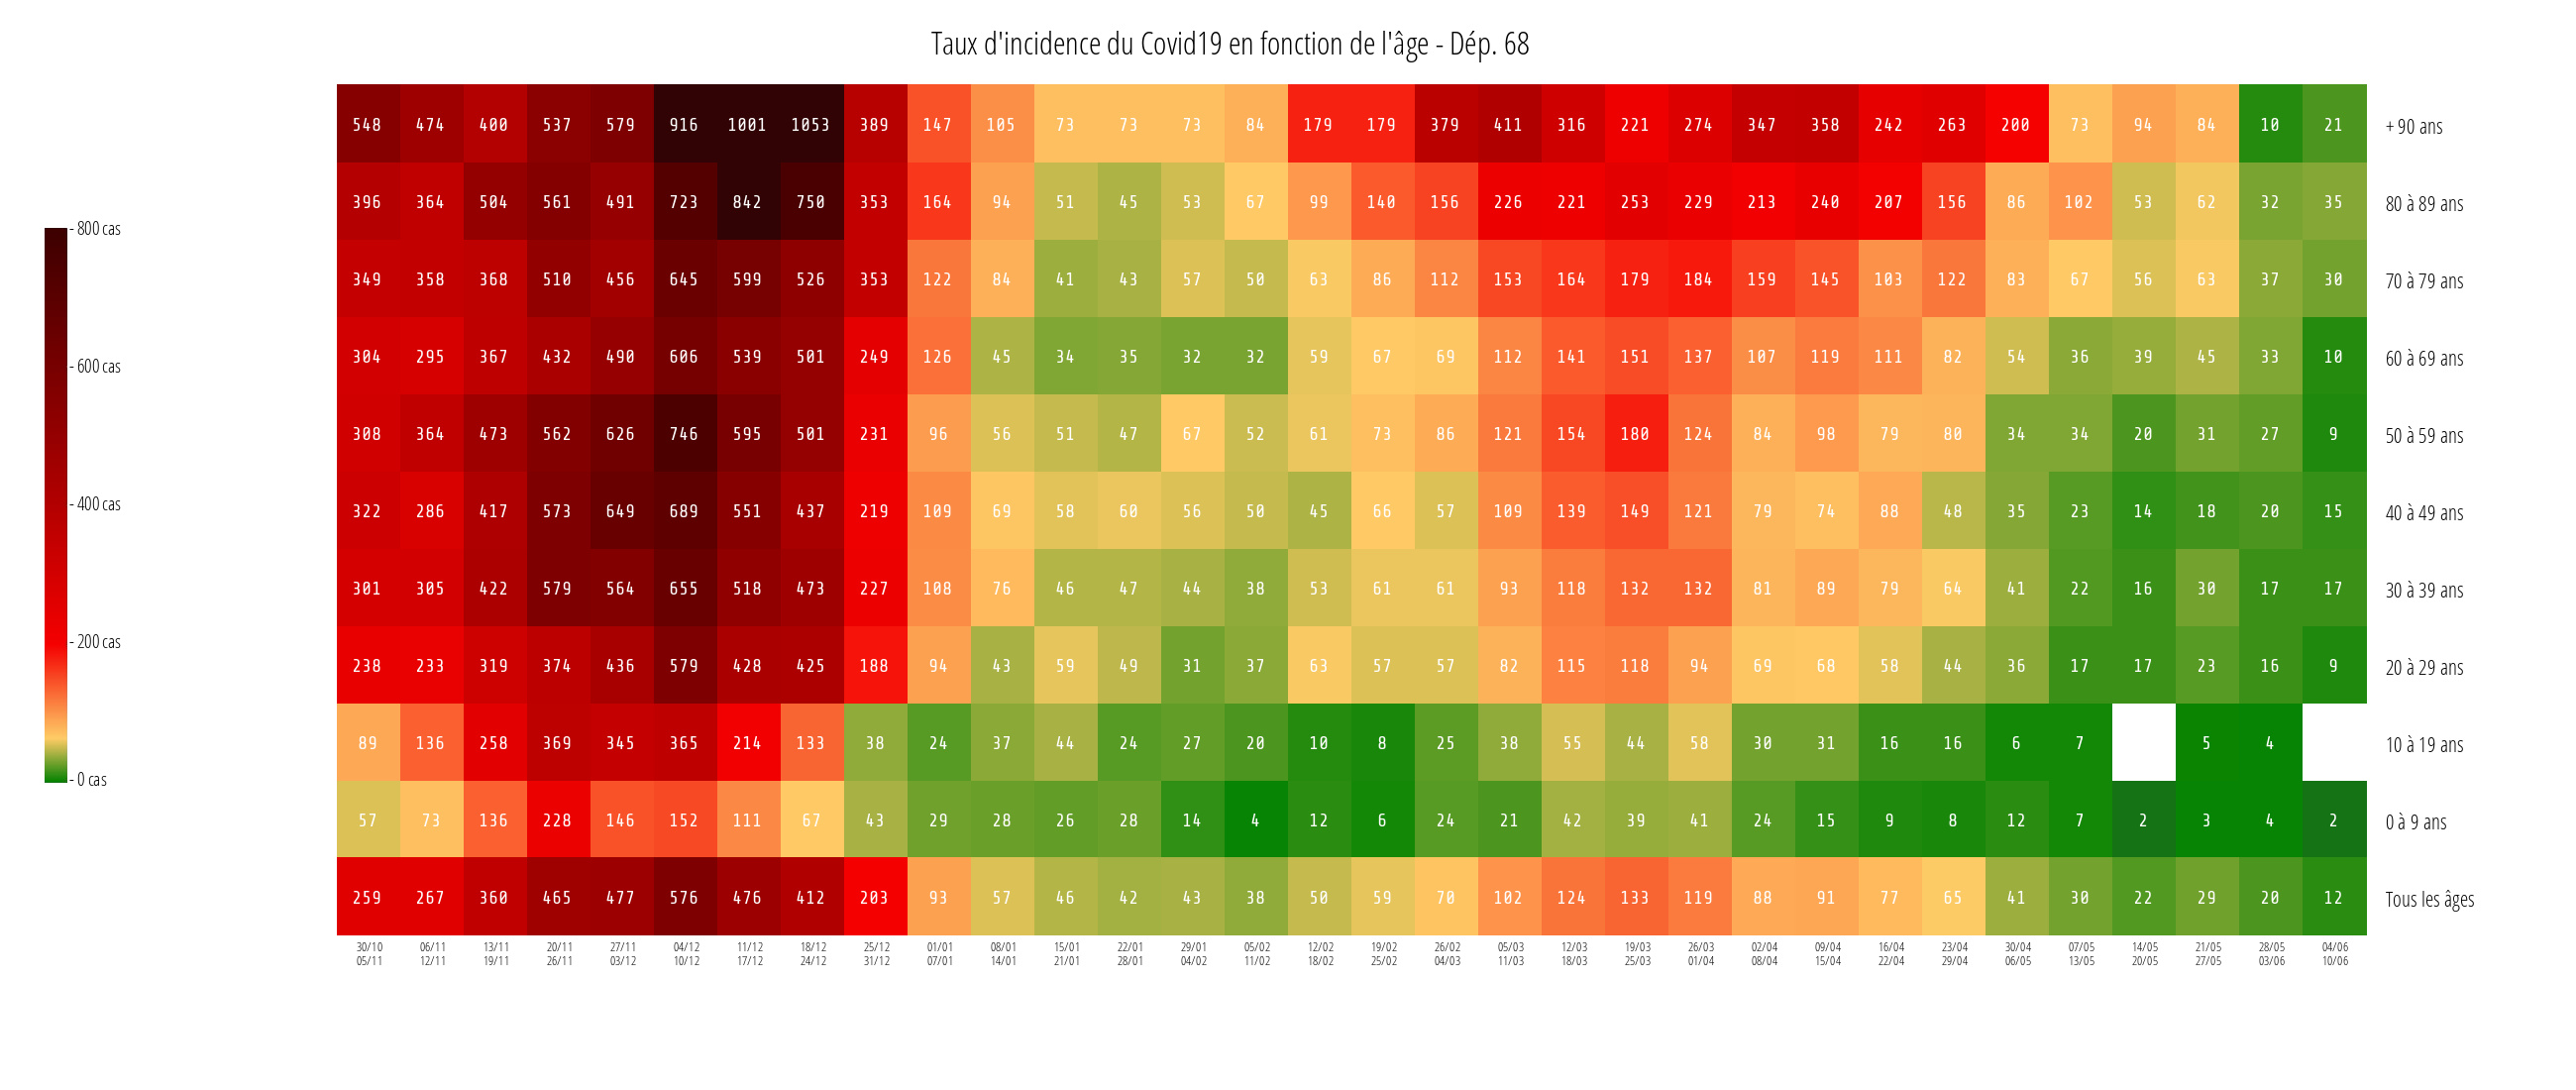 Taux d'incidence du Covid19 en fonction de l'âge - Dép. 68
548 474 400 537 579 916 1001 1053 389 147 105 73 73 73 84 179 179 379 411 316 221 274 347 358 242 263 200 73 94 84 10 21 + 90 ans
396 364 504 561 491 723 842 750 353 164 94 51 45 53 67 99 140 156 226 221 253 229 213 240 207 156 86 102 53 62 32 35 80 à 89 ans
- 800 cas
349 358 368 510 456 645 599 526 353 122 84 41 43 57 50 63 86 112 153 164 179 184 159 145 103 122 83 67 56 63 37 30 70 à 79 ans
304 295 367 432 490 606 539 501 249 126 45 34 35 32 32 59 67 69 112 141 151 137 107 119 111 82 54 36 39 45 33 10 60 à 69 ans
- 600 cas
308 364 473 562 626 746 595 501 231 96 56 51 47 67 52 61 73 86 121 154 180 124 84 98 79 80 34 34 20 31 27 9 50 à 59 ans
- 400 cas
322 286 417 573 649 689 551 437 219 109 69 58 60 56 50 45 66 57 109 139 149 121 79 74 88 48 35 23 14 18 20 15 40 à 49 ans
301 305 422 579 564 655 518 473 227 108 76 46 47 44 38 53 61 61 93 118 132 132 81 89 79 64 41 22 16 30 17 17 30 à 39 ans
- 200 cas
238 233 319 374 436 579 428 425 188 94 43 59 49 31 37 63 57 57 82 115 118 94 69 68 58 44 36 17 17 23 16 9 20 à 29 ans
89 136 258 369 345 365 214 133 38 24 37 44 24 27 20 10 8 25 38 55 44 58 30 31 16 16 6 7 5 4 10 à 19 ans
- 0 cas
57 73 136 228 146 152 111 67 43 29 28 26 28 14 4 12 6 24 21 42 39 41 24 15 9 8 12 7 2 3 4 2 0 à 9 ans
259 267 360 465 477 576 476 412 203 93 57 46 42 43 38 50 59 70 102 124 133 119 88 91 77 65 41 30 22 29 20 12 Tous les âges
30/10 06/11 13/11 20/11 27/11 04/12 11/12 18/12 25/12 01/01 08/01 15/01 22/01 29/01 05/02 12/02 19/02 26/02 05/03 12/03 19/03 26/03 02/04 09/04 16/04 23/04 30/04 07/05 14/05 21/05 28/05 04/06
05/11 12/11 19/11 26/11 03/12 10/12 17/12 24/12 31/12 07/01 14/01 21/01 28/01 04/02 11/02 18/02 25/02 04/03 11/03 18/03 25/03 01/04 08/04 15/04 22/04 29/04 06/05 13/05 20/05 27/05 03/06 10/06